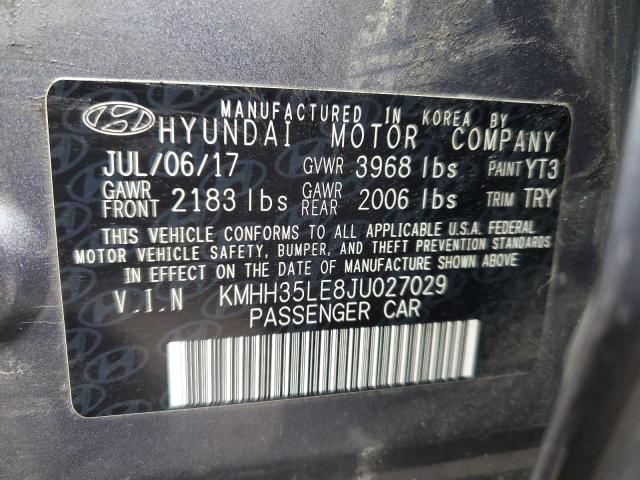 MANUFACTURED IN KOREA BY
HYUNDAI MOTOR COMPANY
JUL/06/17 GVWR 3968 lbs PAINT YT3
GAWR FRONT 2183 lbs GAWR REAR 2006 lbs TRIM TRY
THIS VEHICLE CONFORMS TO ALL APPLICABLE U.S.A. FEDERAL
MOTOR VEHICLE SAFETY, BUMPER, AND THEFT PREVENTION STANDARDS
IN EFFECT ON THE DATE OF MANUFACTURE SHOWN ABOVE
V.I.N KMHH35LE8JU027029
PASSENGER CAR